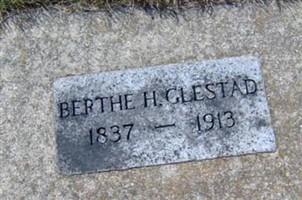 BERTHE H. GLESTAD
1837 — 1913